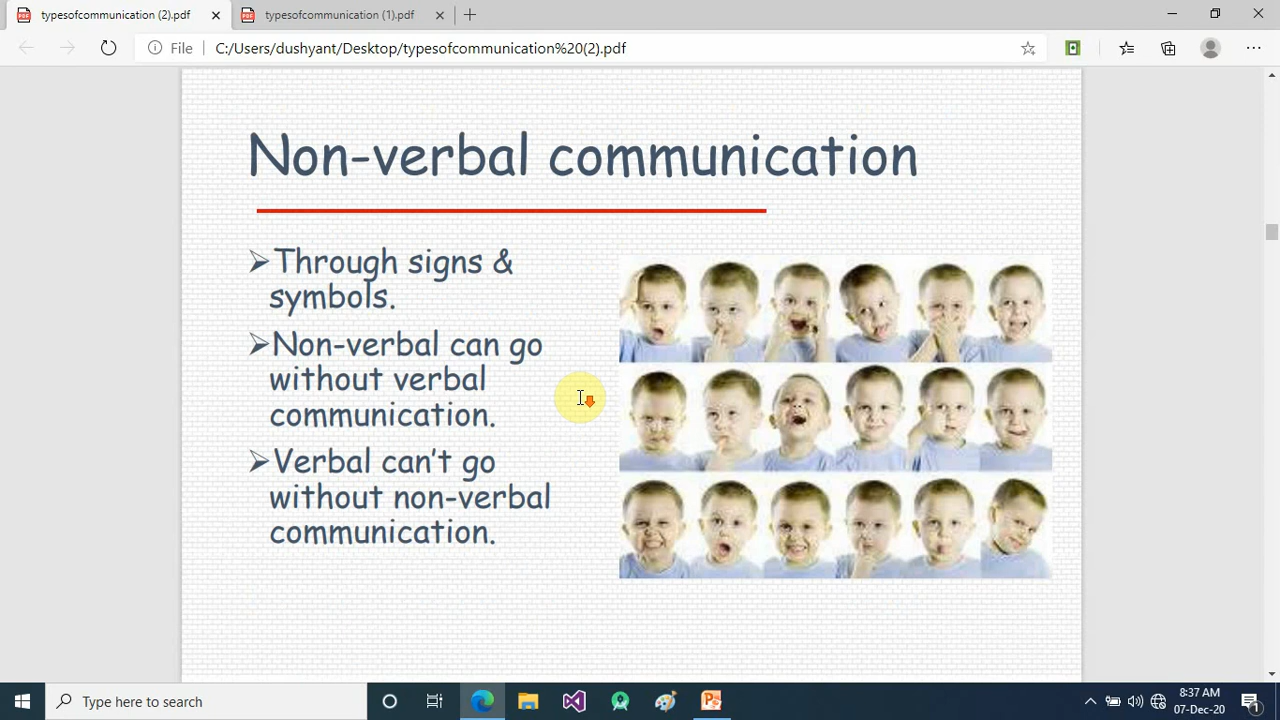 typesofcommunication (2).pdf
typesofcommunication (1).pdf
File
C:/Users/dushyant/Desktop/typesofcommunication%20(2).pdf
Non-verbal communication
➢Through signs &
symbols.
➢Non-verbal can go
without verbal
communication.
➢Verbal can't go
without non-verbal
communication.
Type here to search
8:37 AM
07-Dec-20
1